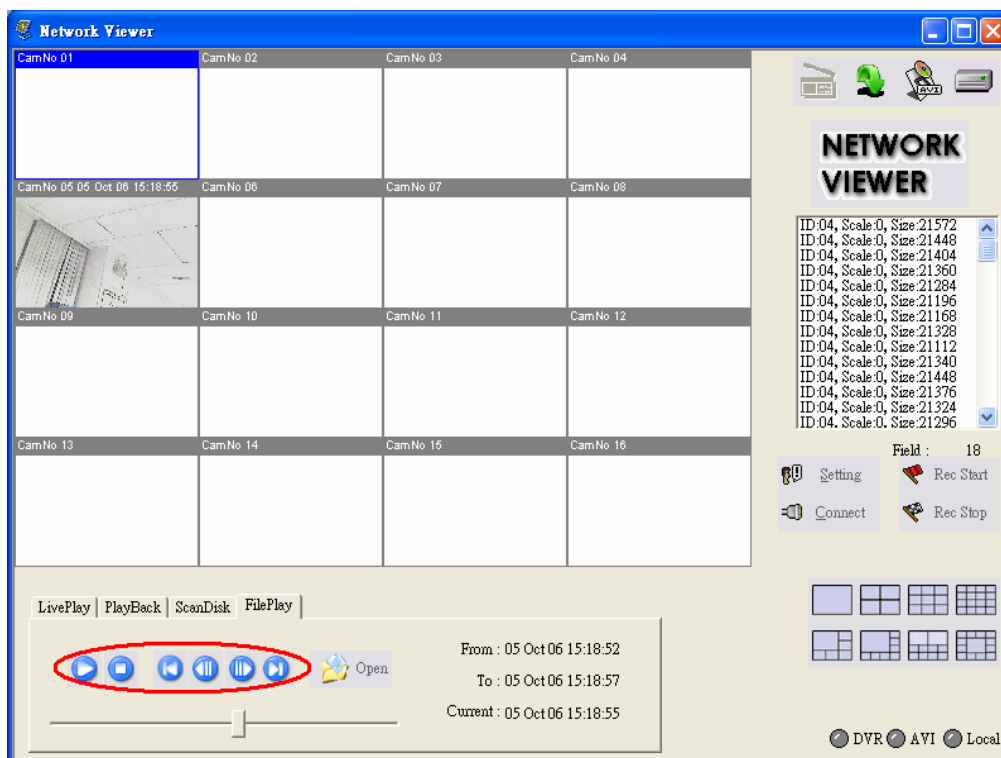 Network Viewer
CamNo 01
CamNo 02
CamNo 03
CamNo 04
AVI
NETWORK
VIEWER
CamNo 05 05 Oct 06 15:18:55
CamNo 06
CamNo 07
CamNo 08
ID:04, Scale:0, Size:21572
ID:04, Scale:0, Size:21448
ID:04, Scale:0, Size:21404
ID:04, Scale:0, Size:21360
ID:04, Scale:0, Size:21284
ID:04, Scale:0, Size:21196
ID:04, Scale:0, Size:21168
ID:04, Scale:0, Size:21328
ID:04, Scale:0, Size:21112
ID:04, Scale:0, Size:21340
ID:04, Scale:0, Size:21448
ID:04, Scale:0, Size:21376
ID:04, Scale:0, Size:21324
ID:04, Scale:0, Size:21296
CamNo 09
CamNo 10
CamNo 11
CamNo 12
CamNo 13
CamNo 14
CamNo 15
CamNo 16
Field : 18
Setting
Rec Start
Connect
Rec Stop
LivePlay
PlayBack
ScanDisk
FilePlay
Open
From : 05 Oct 06 15:18:52
To : 05 Oct 06 15:18:57
Current : 05 Oct 06 15:18:55
DVR
AVI
Local